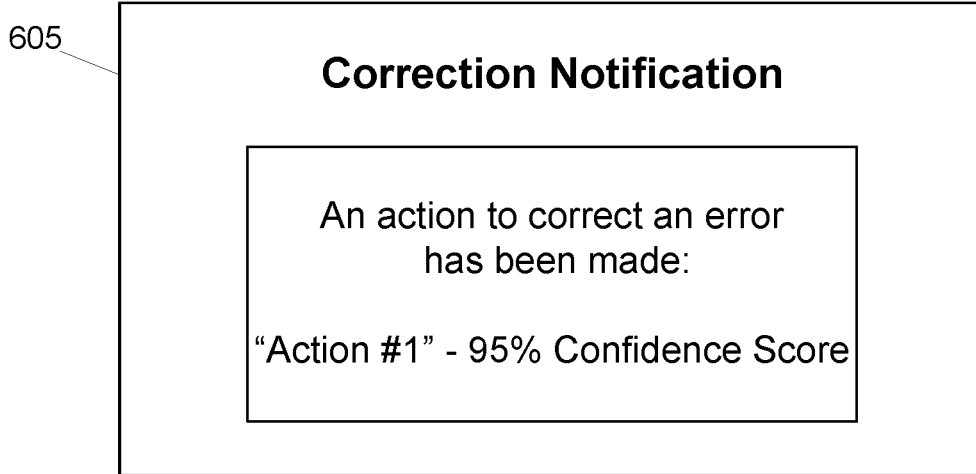 605
Correction Notification
An action to correct an error
has been made:
“Action #1” - 95% Confidence Score